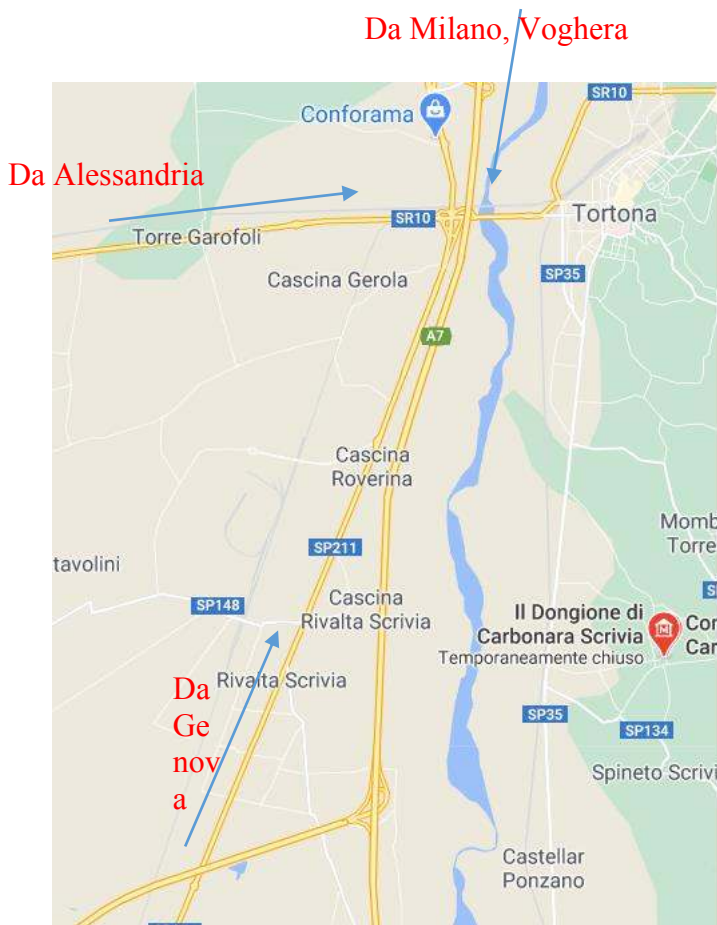 Da Milano, Voghera
SR10
Conforama
Da Alessandria
SR10
Tortona
Torre Garofoli
SP35
Cascina Gerola
A7
Cascina
Roverina
Momb
Torre
SP211
tavolini
SP148
Cascina
Rivalta Scrivia
Il Dongione di
Carbonara Scrivia
Temporaneamente chiuso
Con
Car
Rivalta Scrivia
Da
Ge
nov
a
SP35
SP134
Spineto Scrivi
Castellar
Ponzano